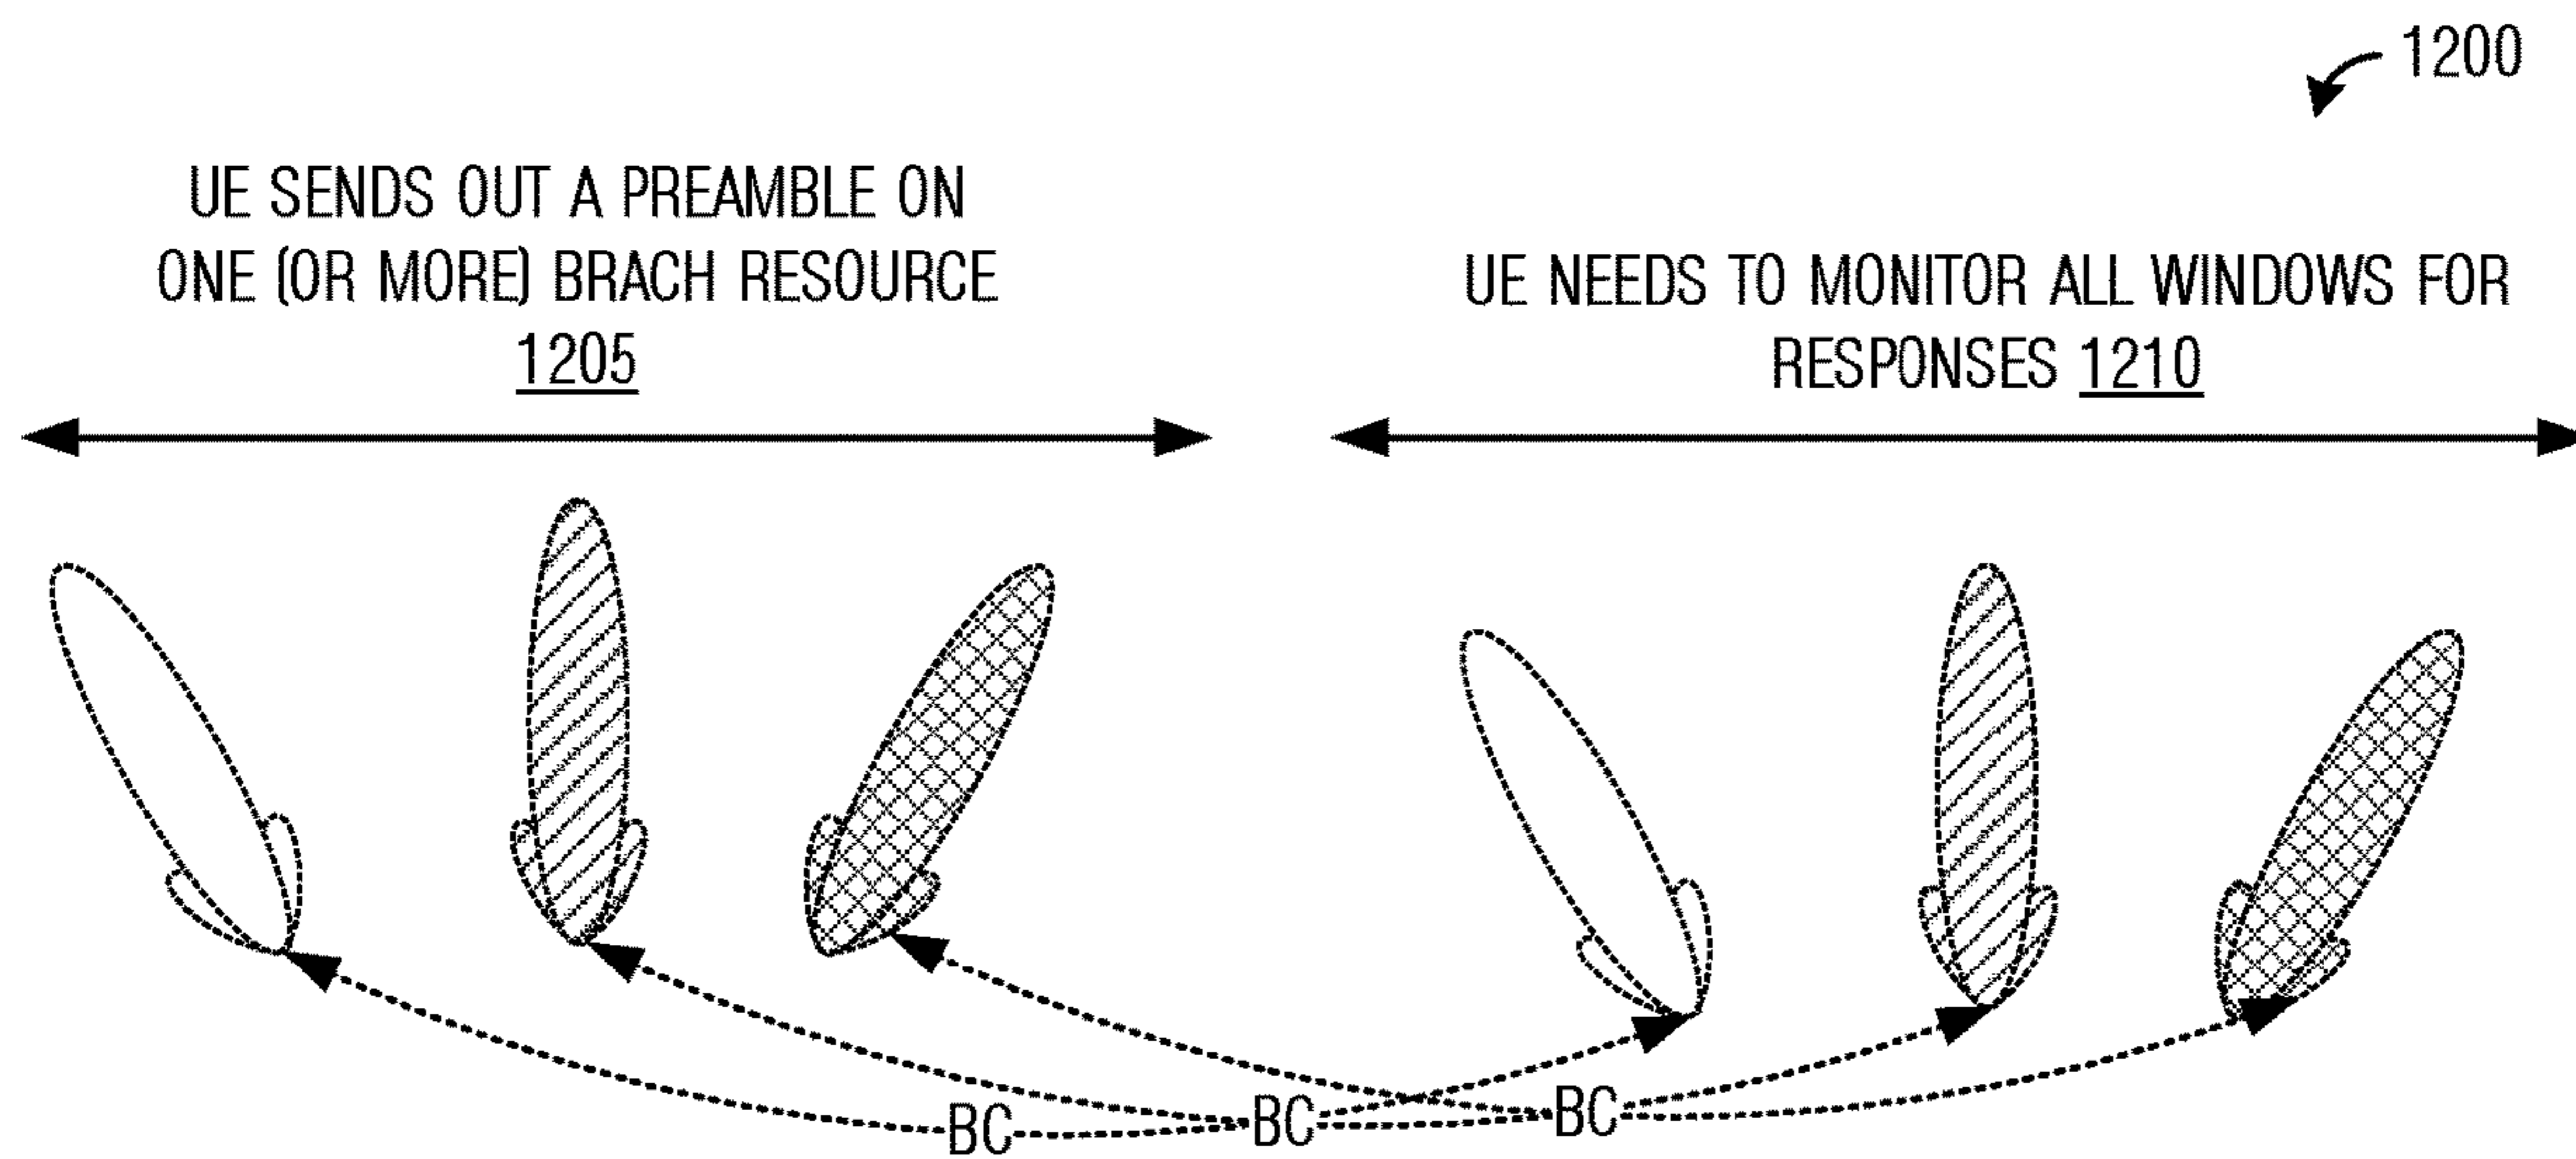 1200
UE SENDS OUT A PREAMBLE ON
ONE (OR MORE) BRACH RESOURCE
1205
UE NEEDS TO MONITOR ALL WINDOWS FOR
RESPONSES 1210
BC
BC
BC